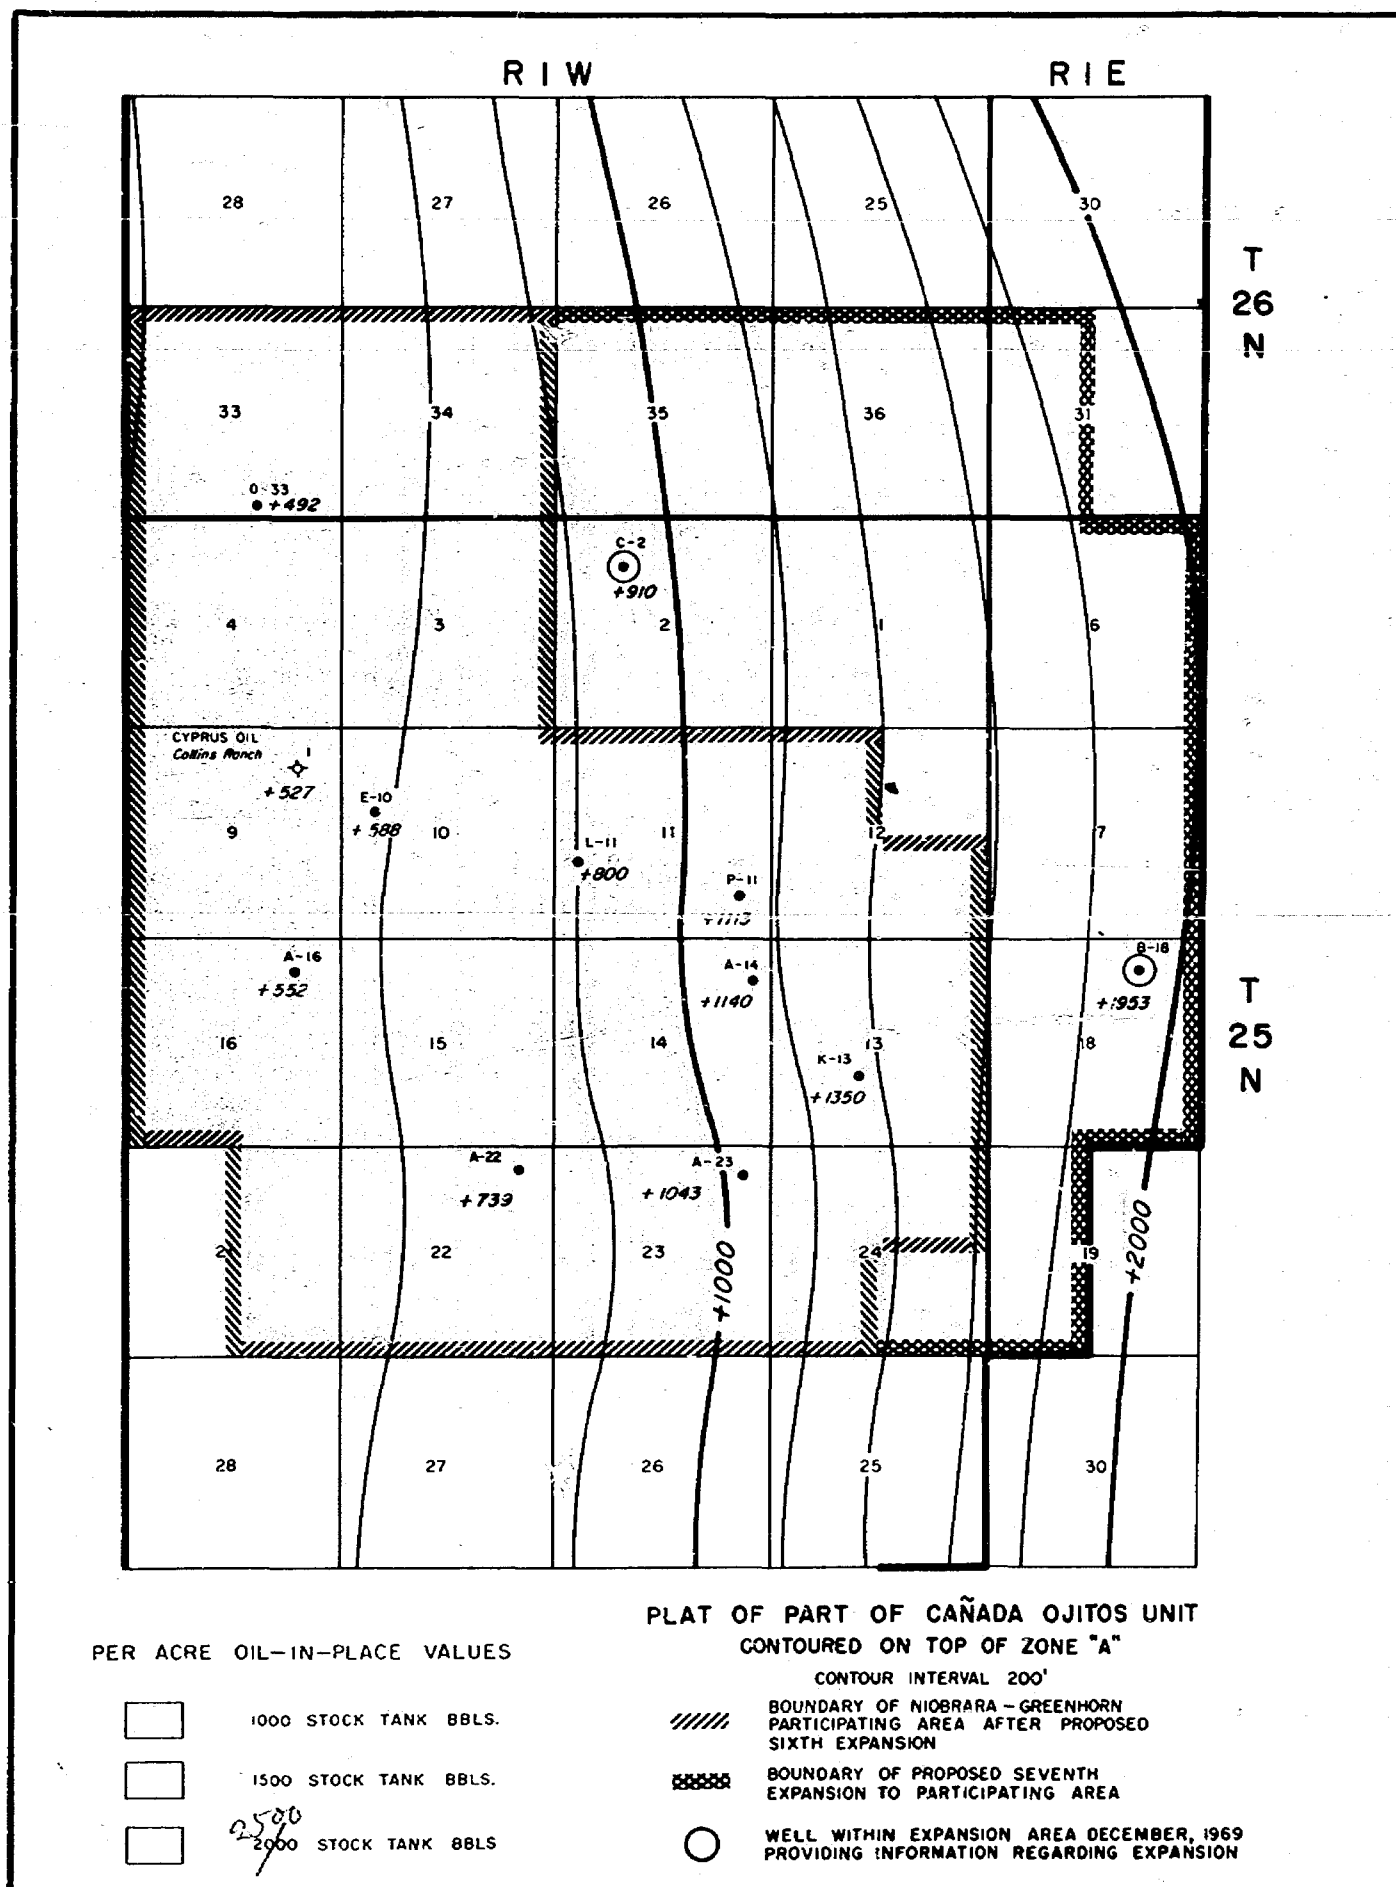 R I W
R I E
28
27
26
25
30
T
26
N
33
34
35
36
31
O-33
+492
C-2
+910
4
3
2
1
6
CYPRUS OIL
Collins Ranch
1
+527
E-10
+588
9
10
L-11
+800
11
12
7
P-11
+1113
A-16
+552
A-14
+1140
B-18
+1953
T
25
N
16
15
14
13
18
K-13
+1350
A-22
+739
A-23
+1043
21
22
23
24
19
+1000
+2000
28
27
26
25
30
PLAT OF PART OF CAÑADA OJITOS UNIT
CONTOURED ON TOP OF ZONE "A"
CONTOUR INTERVAL 200'
PER ACRE OIL-IN-PLACE VALUES
1000 STOCK TANK BBLS.
1500 STOCK TANK BBLS.
2500
2000 STOCK TANK BBLS
BOUNDARY OF NIOBRARA - GREENHORN
PARTICIPATING AREA AFTER PROPOSED
SIXTH EXPANSION
BOUNDARY OF PROPOSED SEVENTH
EXPANSION TO PARTICIPATING AREA
WELL WITHIN EXPANSION AREA DECEMBER, 1969
PROVIDING INFORMATION REGARDING EXPANSION